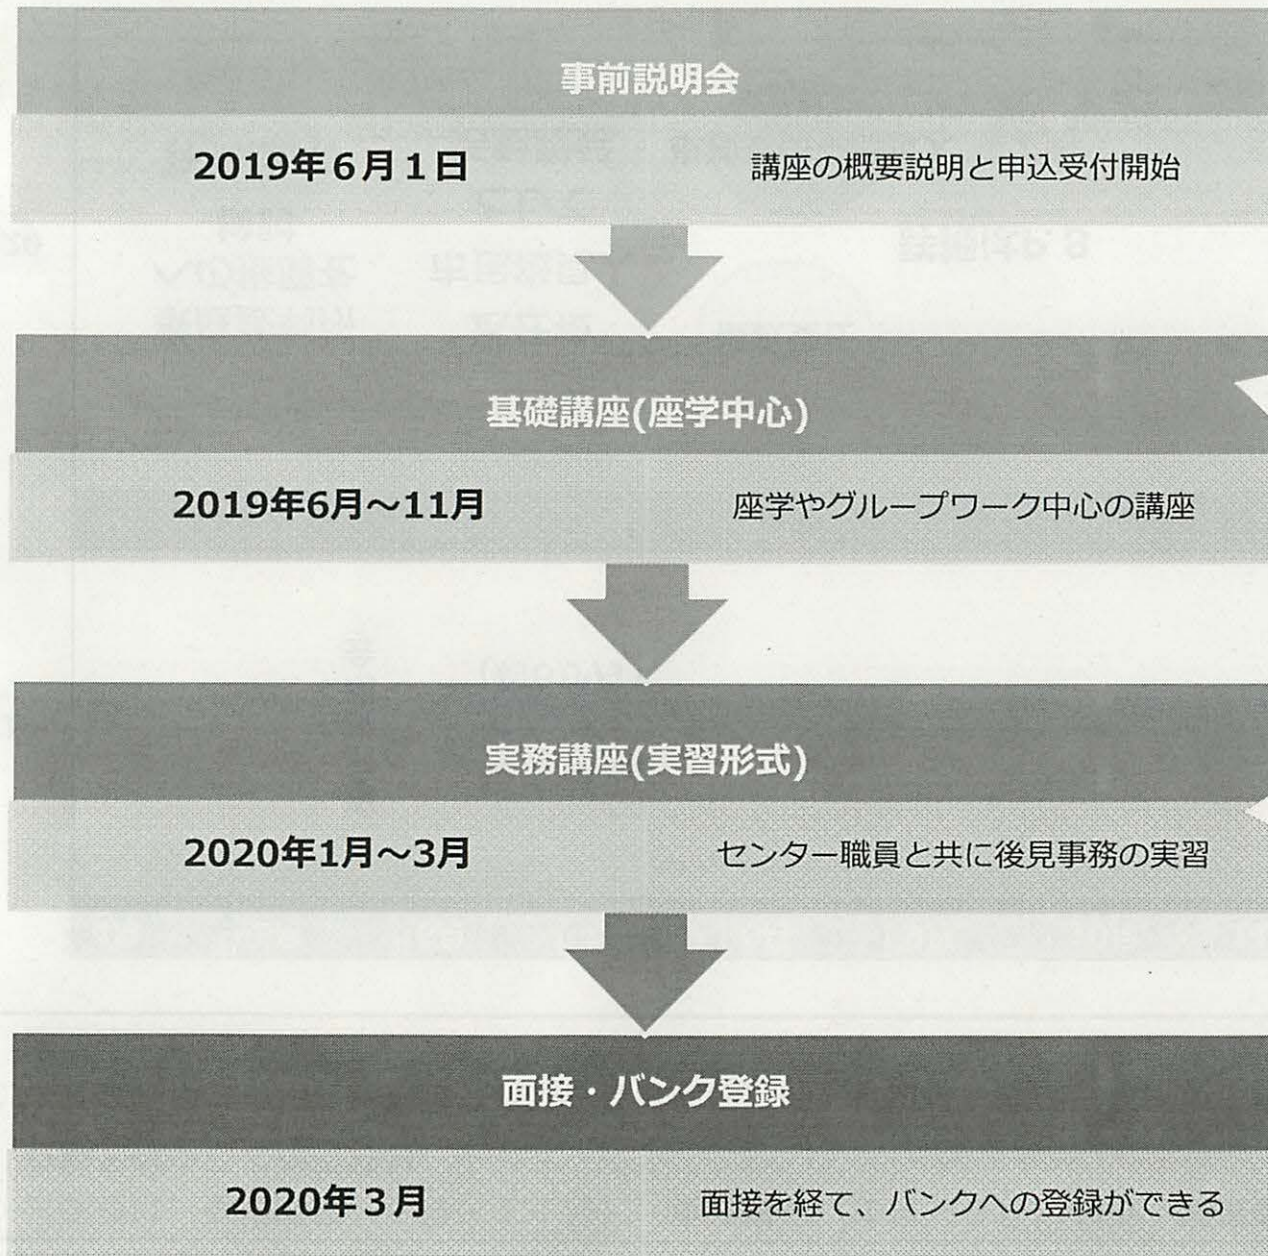 事前説明会
2019年6月1日
講座の概要説明と申込受付開始
基礎講座(座学中心)
2019年6月～11月
座学やグループワーク中心の講座
実務講座(実習形式)
2020年1月～3月
センター職員と共に後見事務の実習
面接・バンク登録
2020年3月
面接を経て、バンクへの登録ができる